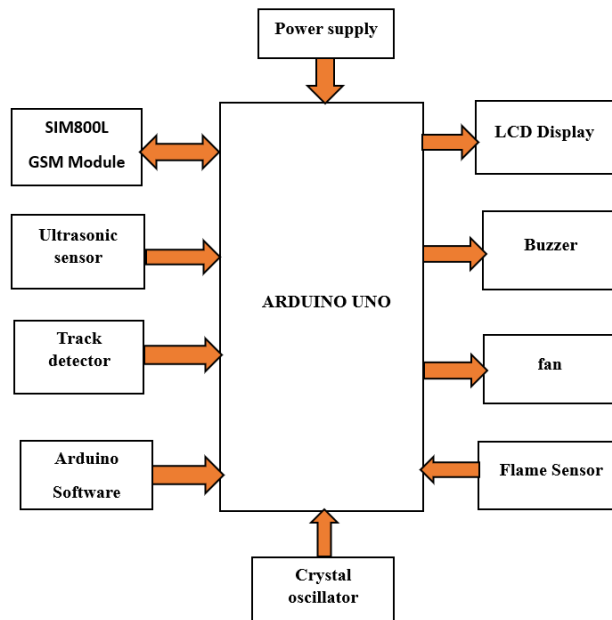 Power supply
SIM800L
GSM Module
LCD Display
Ultrasonic
sensor
Buzzer
ARDUINO UNO
Track
detector
fan
Arduino
Software
Flame Sensor
Crystal
oscillator